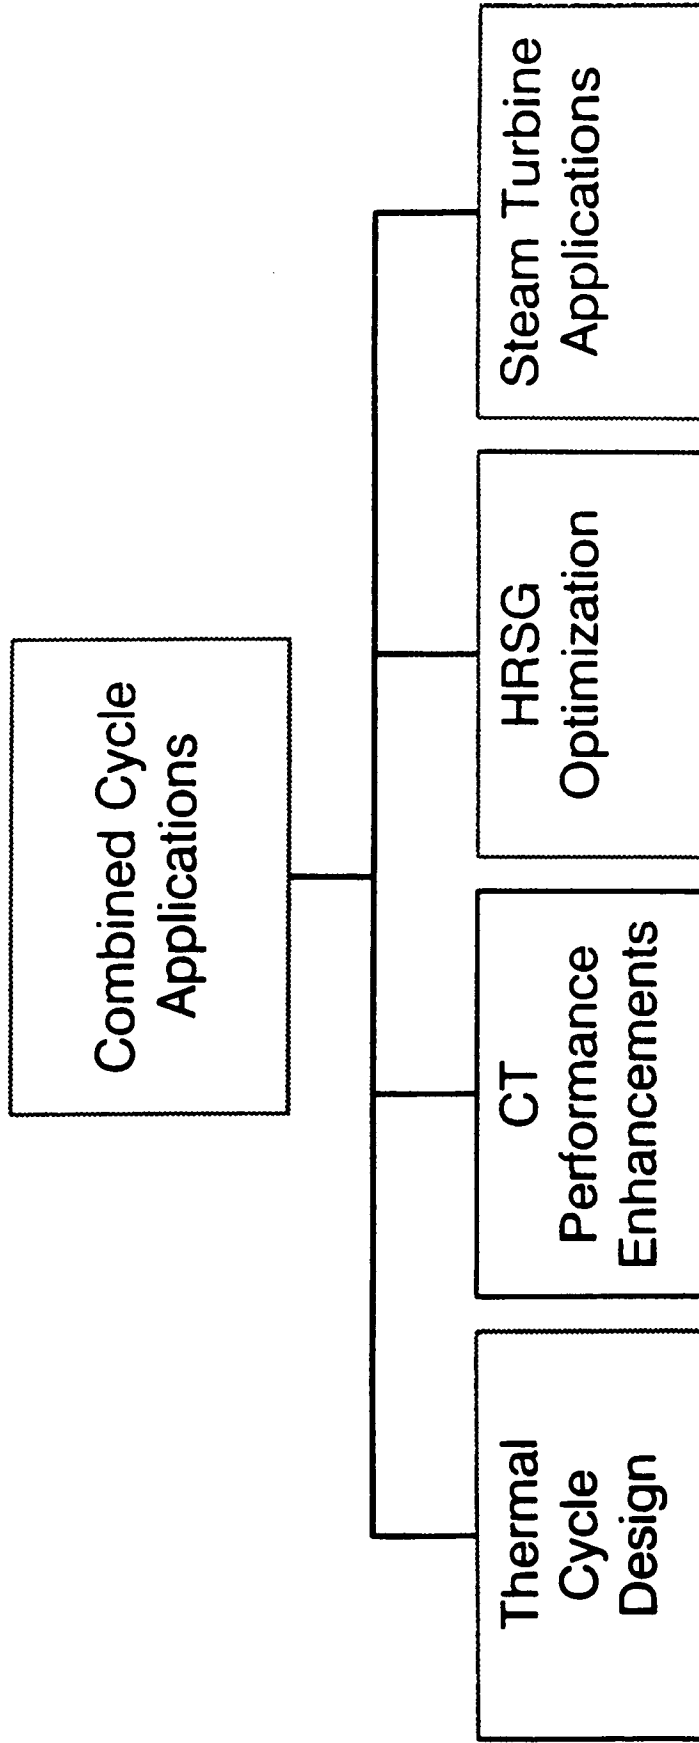 Combined Cycle
Applications
Thermal
Cycle
Design
CT
Performance
Enhancements
HRSG
Optimization
Steam Turbine
Applications